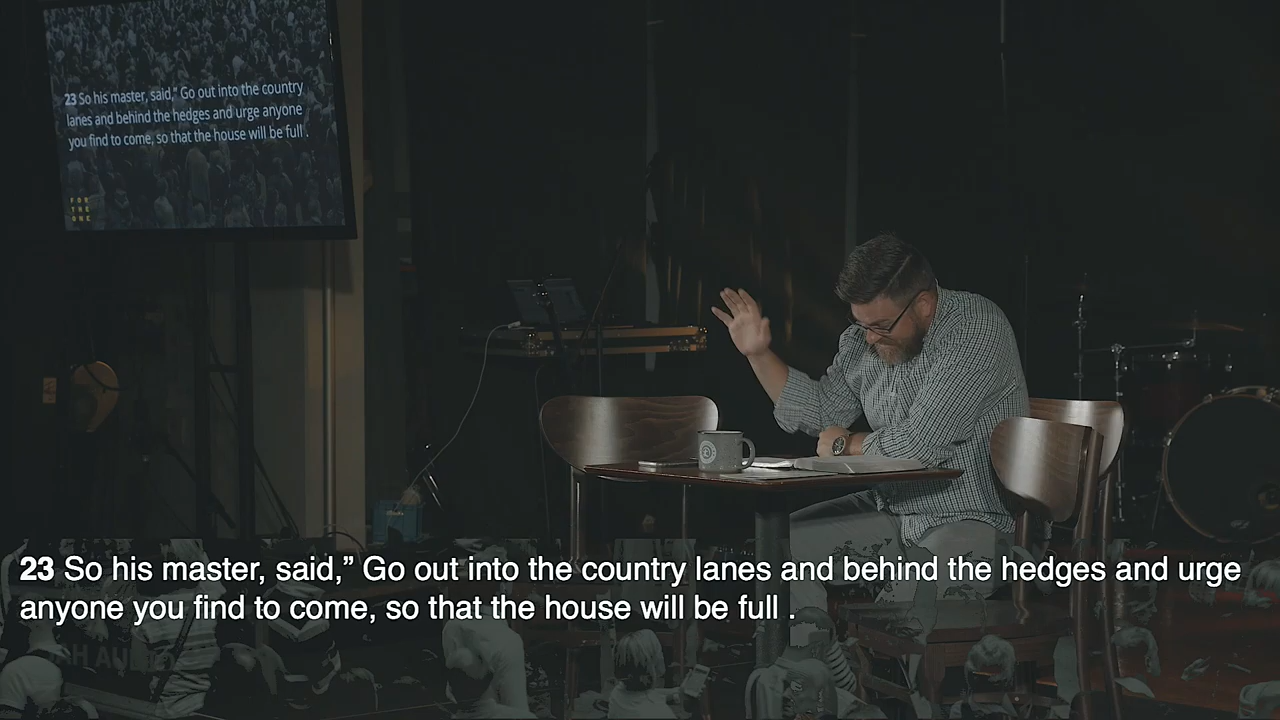 23 So his master, said,” Go out into the country
lanes and behind the hedges and urge anyone
you find to come, so that the house will be full .
FOR
THE
ONE
23 So his master, said,” Go out into the country lanes and behind the hedges and urge
anyone you find to come, so that the house will be full .